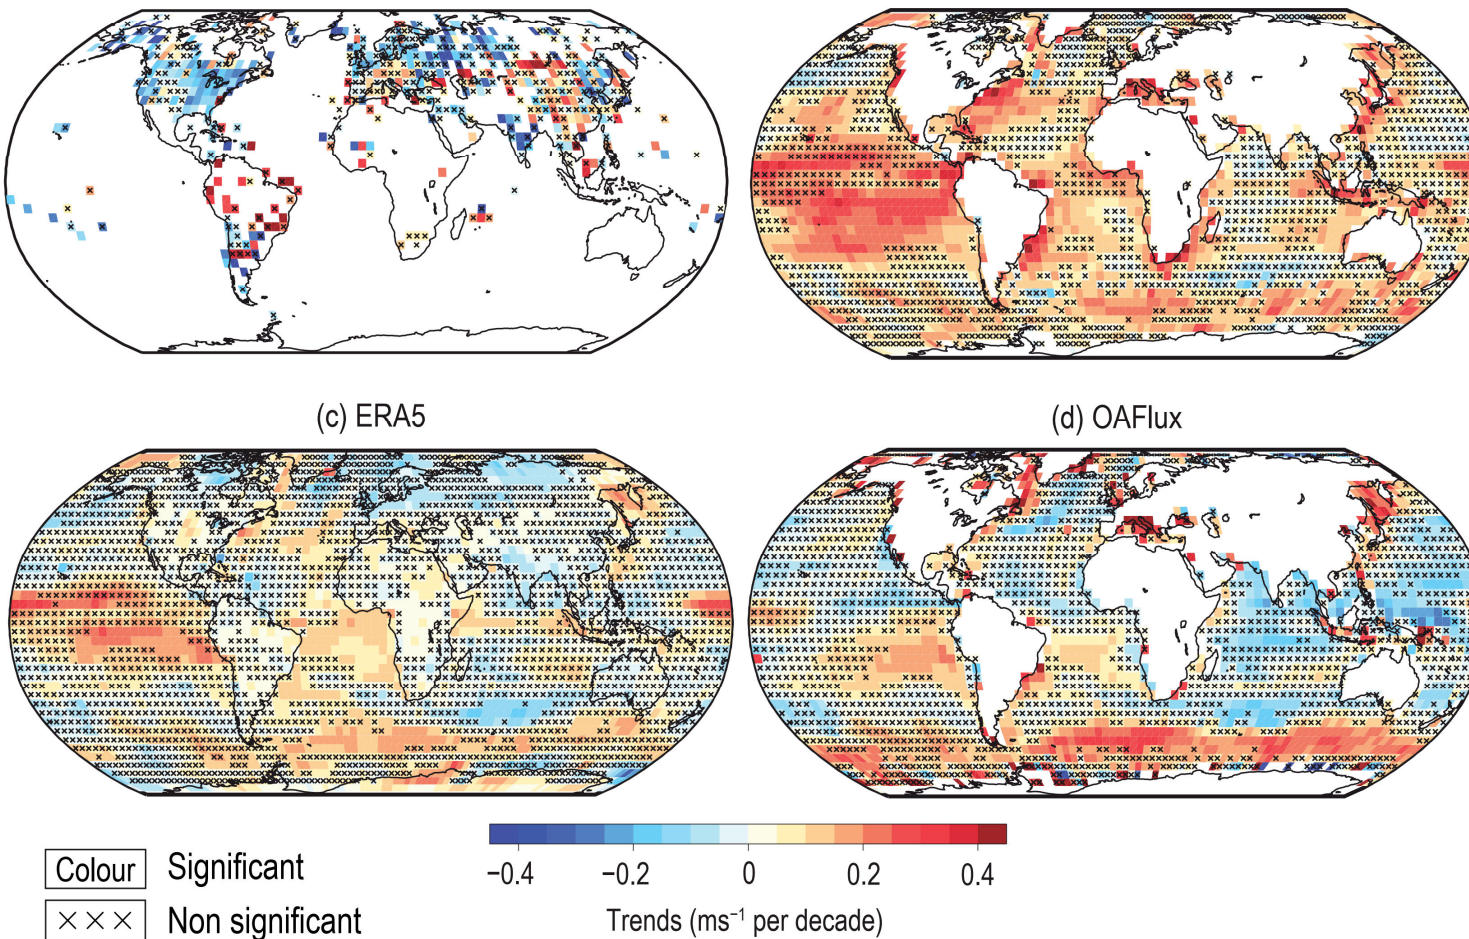 (c) ERA5
(d) OAFlux
−0.4 −0.2 0 0.2 0.4
Trends (ms⁻¹ per decade)
Colour Significant
××× Non significant